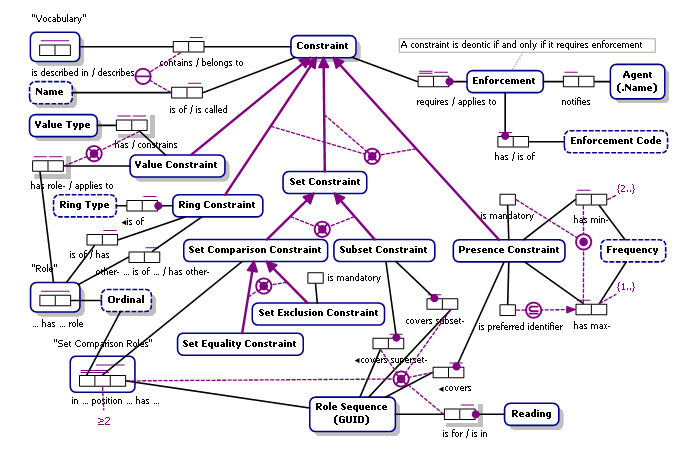 "Vocabulary"
Constraint
A constraint is deontic if and only if it requires enforcement
is described in / describes
contains / belongs to
Name
is of / is called
requires / applies to
Enforcement
notifies
Agent
(.Name)
Value Type
has / constrains
has / is of
Enforcement Code
Value Constraint
has role- / applies to
Set Constraint
{2..}
Ring Type
◂is of
Ring Constraint
is mandatory
has min-
is of / has
Set Comparison Constraint
Subset Constraint
Presence Constraint
Frequency
other- ... is of ... / has other-
"Role"
Ordinal
is mandatory
{1..}
... has ... role
Set Exclusion Constraint
covers subset-
is preferred identifier
has max-
"Set Comparison Roles"
Set Equality Constraint
◂covers superset-
◂covers
in ... position ... has ...
≥2
Role Sequence
(GUID)
Reading
is for / is in